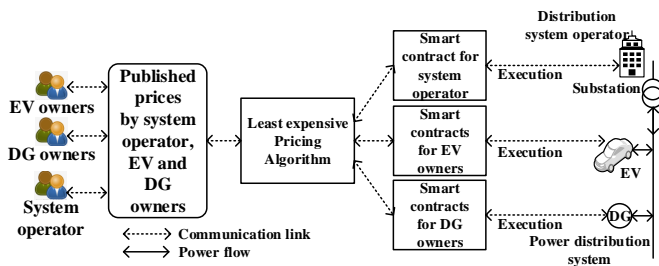 EV owners
DG owners
System
operator
Published
prices
by system
operator,
EV and
DG
owners
Least expensive
Pricing
Algorithm
Smart
contract for
system
operator
Smart
contracts for
EV owners
Smart
contracts for
DG owners
Execution
Execution
Execution
Distribution
system operator
Substation
EV
DG
Power distribution
system
Communication link
Power flow